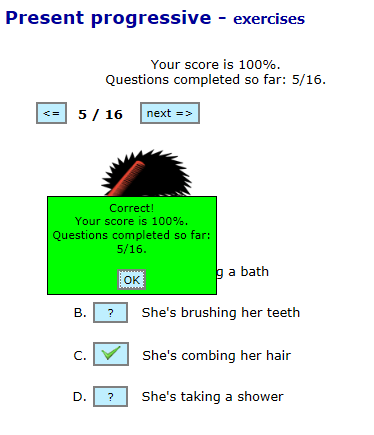 Present progressive - exercises
Your score is 100%.
Questions completed so far: 5/16.
<= 5 / 16 next =>
Correct!
Your score is 100%.
Questions completed so far:
5/16.
OK
a bath
B. ? She's brushing her teeth
C. She's combing her hair
D. ? She's taking a shower